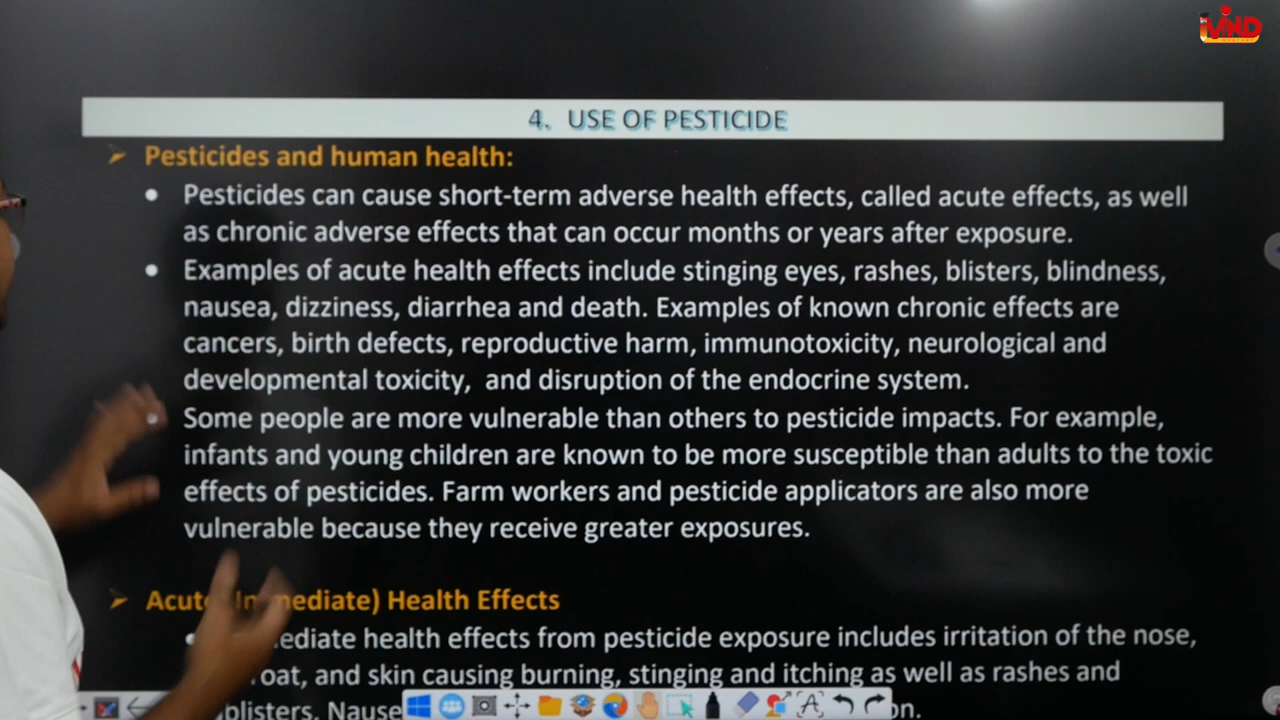 iMIND
4. USE OF PESTICIDE
Pesticides and human health:
Pesticides can cause short-term adverse health effects, called acute effects, as well
as chronic adverse effects that can occur months or years after exposure.
Examples of acute health effects include stinging eyes, rashes, blisters, blindness,
nausea, dizziness, diarrhea and death. Examples of known chronic effects are
cancers, birth defects, reproductive harm, immunotoxicity, neurological and
developmental toxicity, and disruption of the endocrine system.
Some people are more vulnerable than others to pesticide impacts. For example,
infants and young children are known to be more susceptible than adults to the toxic
effects of pesticides. Farm workers and pesticide applicators are also more
vulnerable because they receive greater exposures.
Health Effects
health effects from pesticide exposure includes irritation of the nose,
and skin causing burning, stinging and itching as well as rashes and
blisters.